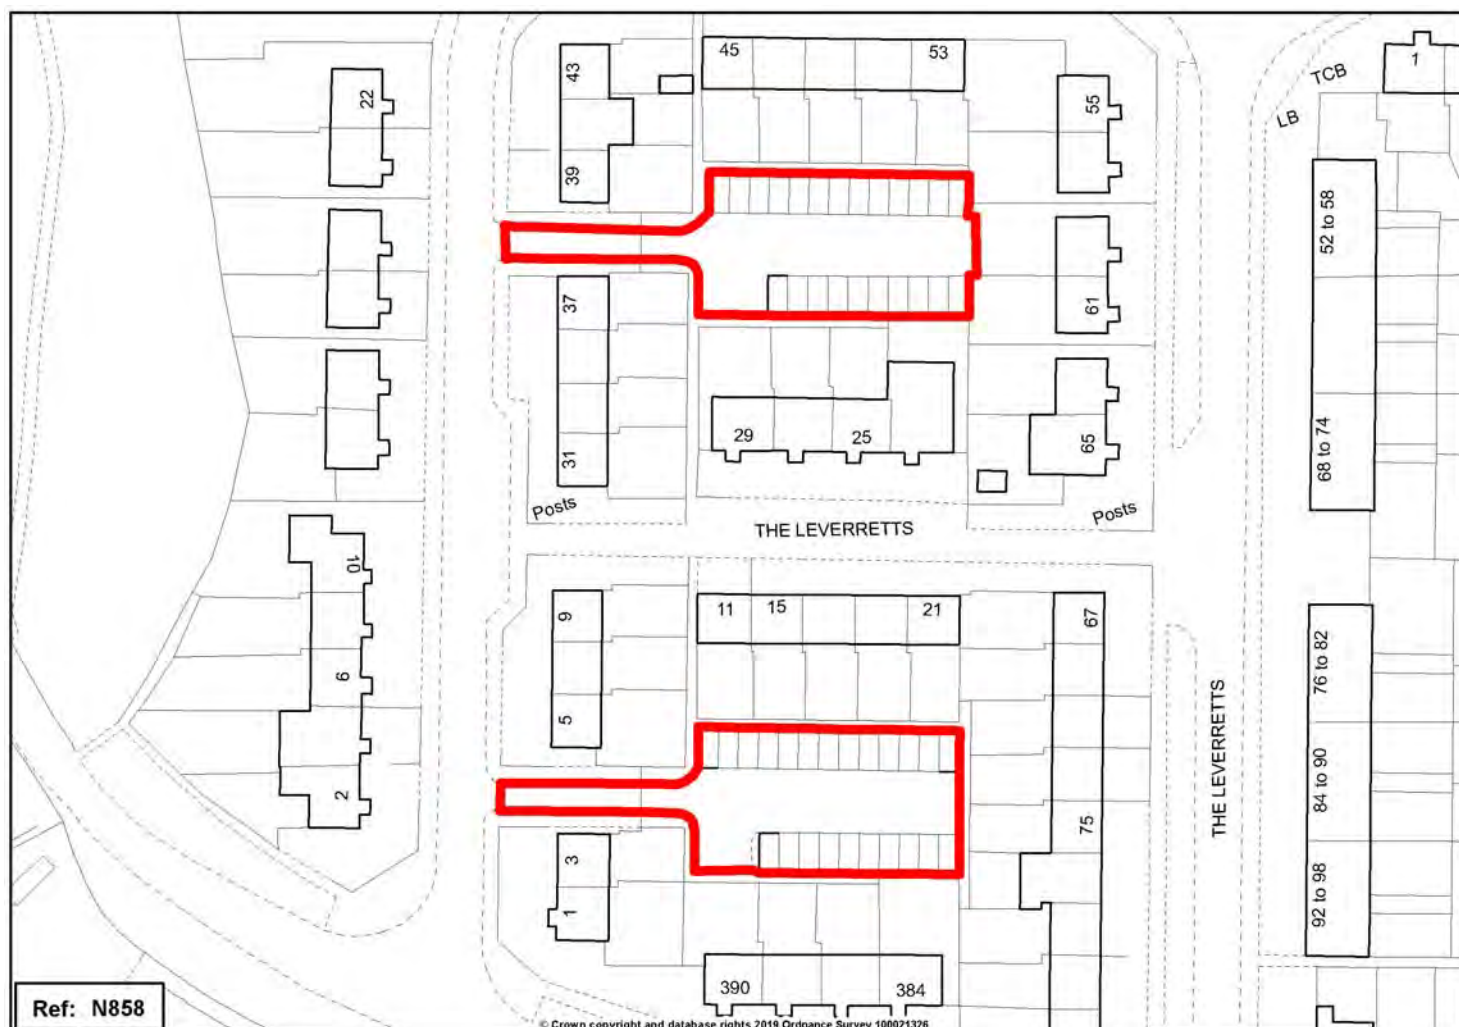 45
53
1
TCB
43
22
55
LB
39
52 to 58
37
61
29
25
65
31
68 to 74
Posts
Posts
THE LEVERRETTS
10
9
11
15
21
67
6
76 to 82
5
THE LEVERRETTS
2
84 to 90
75
3
1
92 to 98
390
384
Ref: N858
© Crown copyright and database rights 2019 Ordnance Survey 100021326